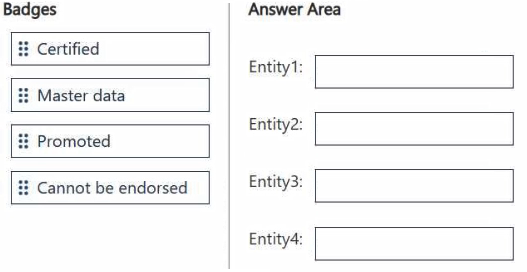 Badges
Certified
Master data
Promoted
Cannot be endorsed
Answer Area
Entity1:
Entity2:
Entity3:
Entity4: